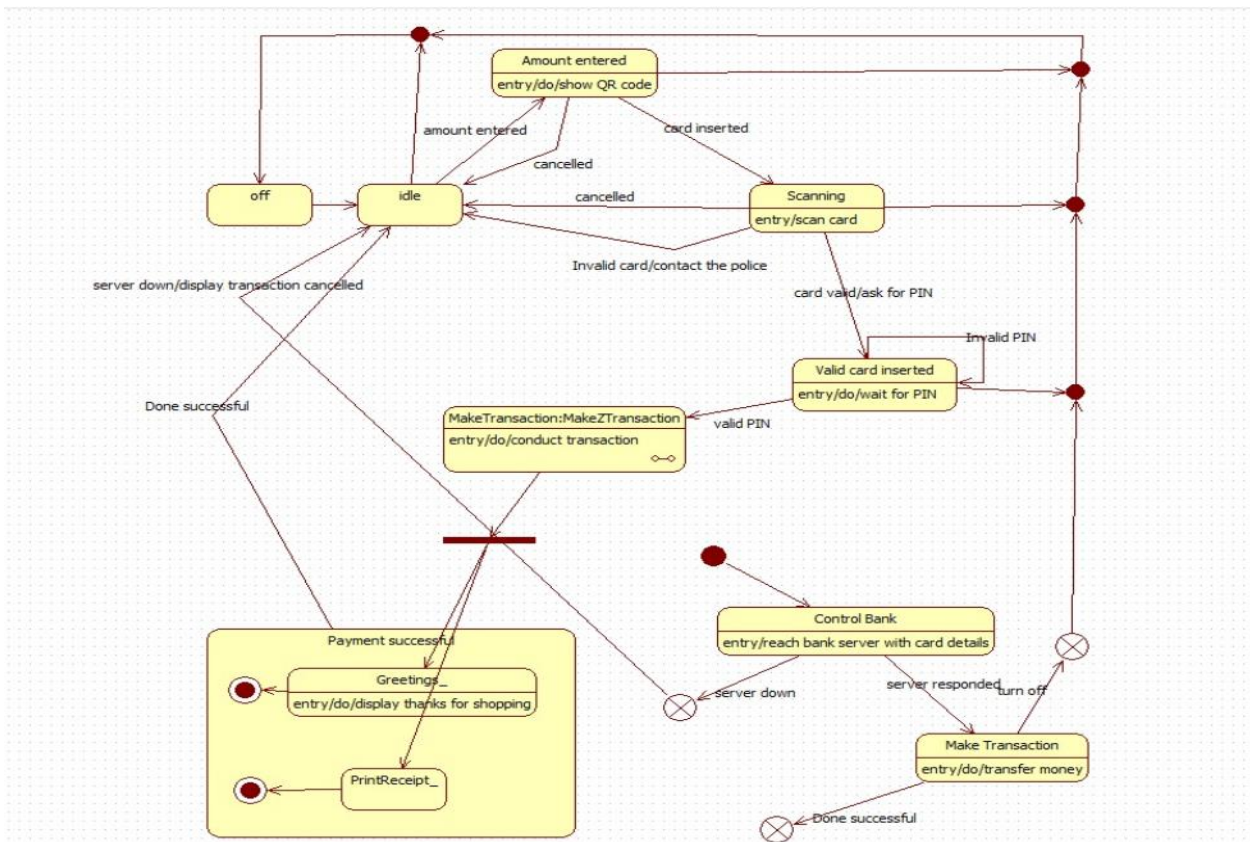 Amount entered
entry/do/show QR code
amount entered
card inserted
cancelled
off
idle
cancelled
Scanning
entry/scan card
Invalid card/contact the police
server down/display transaction cancelled
card valid/ask for PIN
Invalid PIN
Valid card inserted
entry/do/wait for PIN
Done successful
MakeTransaction:MakeZTransaction
entry/do/conduct transaction
valid PIN
Control Bank
entry/reach bank server with card details
Payment successful
Greetings_
entry/do/display thanks for shopping
server down
server responded
turn off
Make Transaction
entry/do/transfer money
PrintReceipt_
Done successful